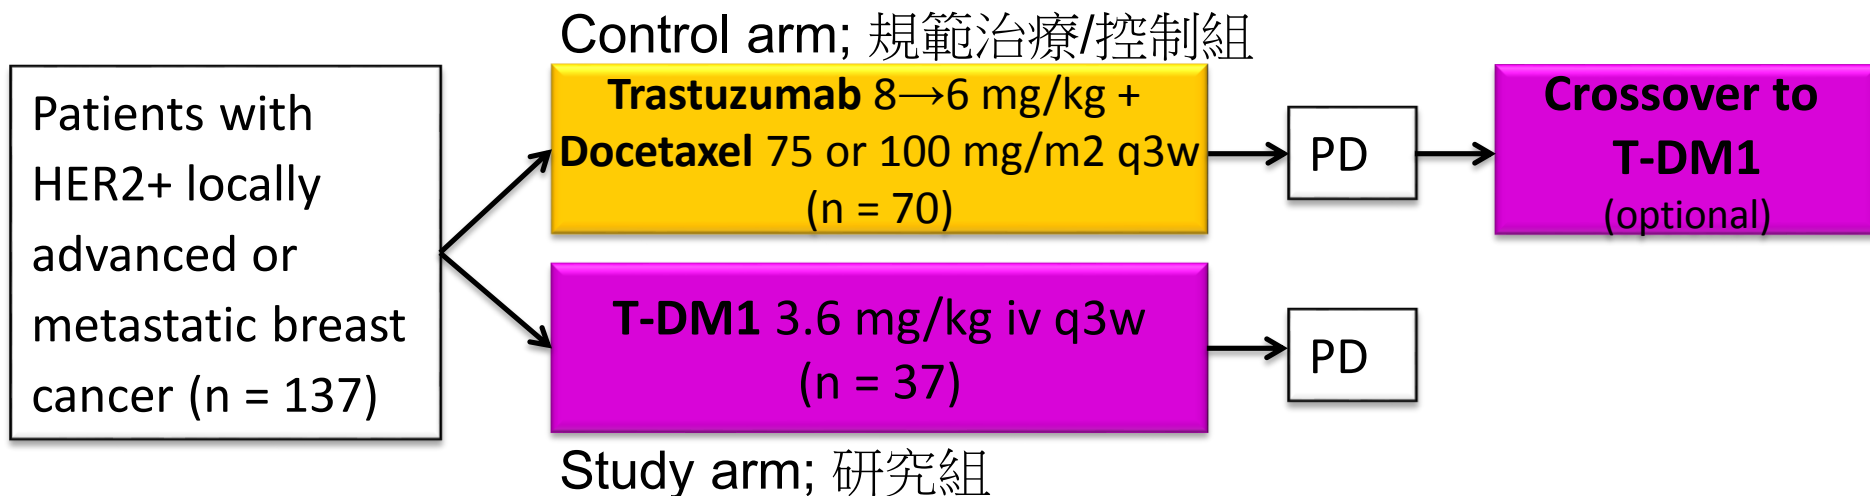 Control arm; 規範治療/控制組
Patients with
HER2+ locally
advanced or
metastatic breast
cancer (n = 137)
Trastuzumab 8→6 mg/kg +
Docetaxel 75 or 100 mg/m2 q3w
(n = 70)
PD
Crossover to
T-DM1
(optional)
T-DM1 3.6 mg/kg iv q3w
(n = 37)
PD
Study arm; 研究組